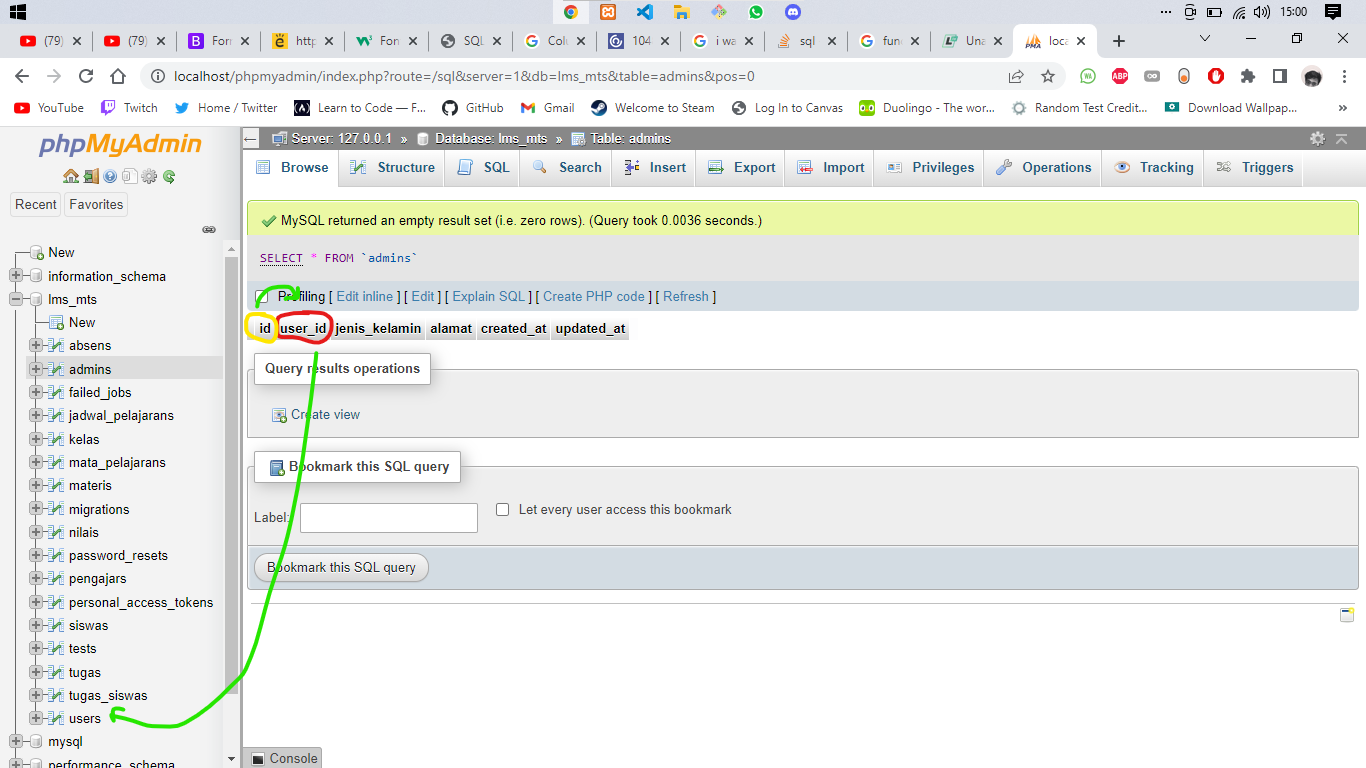 15:00
(79)
(79)
Forr
http
Forr
SQL
Colu
104
i wa
sql
func
Una
loca
localhost/phpmyadmin/index.php?route=/sql&server=1&db=lms_mts&table=admins&pos=0
YouTube
Twitch
Home / Twitter
Learn to Code — F...
GitHub
Gmail
Welcome to Steam
Log In to Canvas
Duolingo - The wor...
Random Test Credit...
Download Wallpap...
»
phpMyAdmin
Recent
Favorites
New
information_schema
lms_mts
New
absens
admins
failed_jobs
jadwal_pelajarans
kelas
mata_pelajarans
materis
migrations
nilais
password_resets
pengajars
personal_access_tokens
siswas
tests
tugas
tugas_siswas
users
mysql
performance_schema
Server: 127.0.0.1 » Database: lms_mts » Table: admins
Browse
Structure
SQL
Search
Insert
Export
Import
Privileges
Operations
Tracking
Triggers
MySQL returned an empty result set (i.e. zero rows). (Query took 0.0036 seconds.)
SELECT * FROM `admins`
Profiling [ Edit inline ] [ Edit ] [ Explain SQL ] [ Create PHP code ] [ Refresh ]
id user_id jenis_kelamin alamat created_at updated_at
Query results operations
Create view
Bookmark this SQL query
Label:
Let every user access this bookmark
Bookmark this SQL query
Console